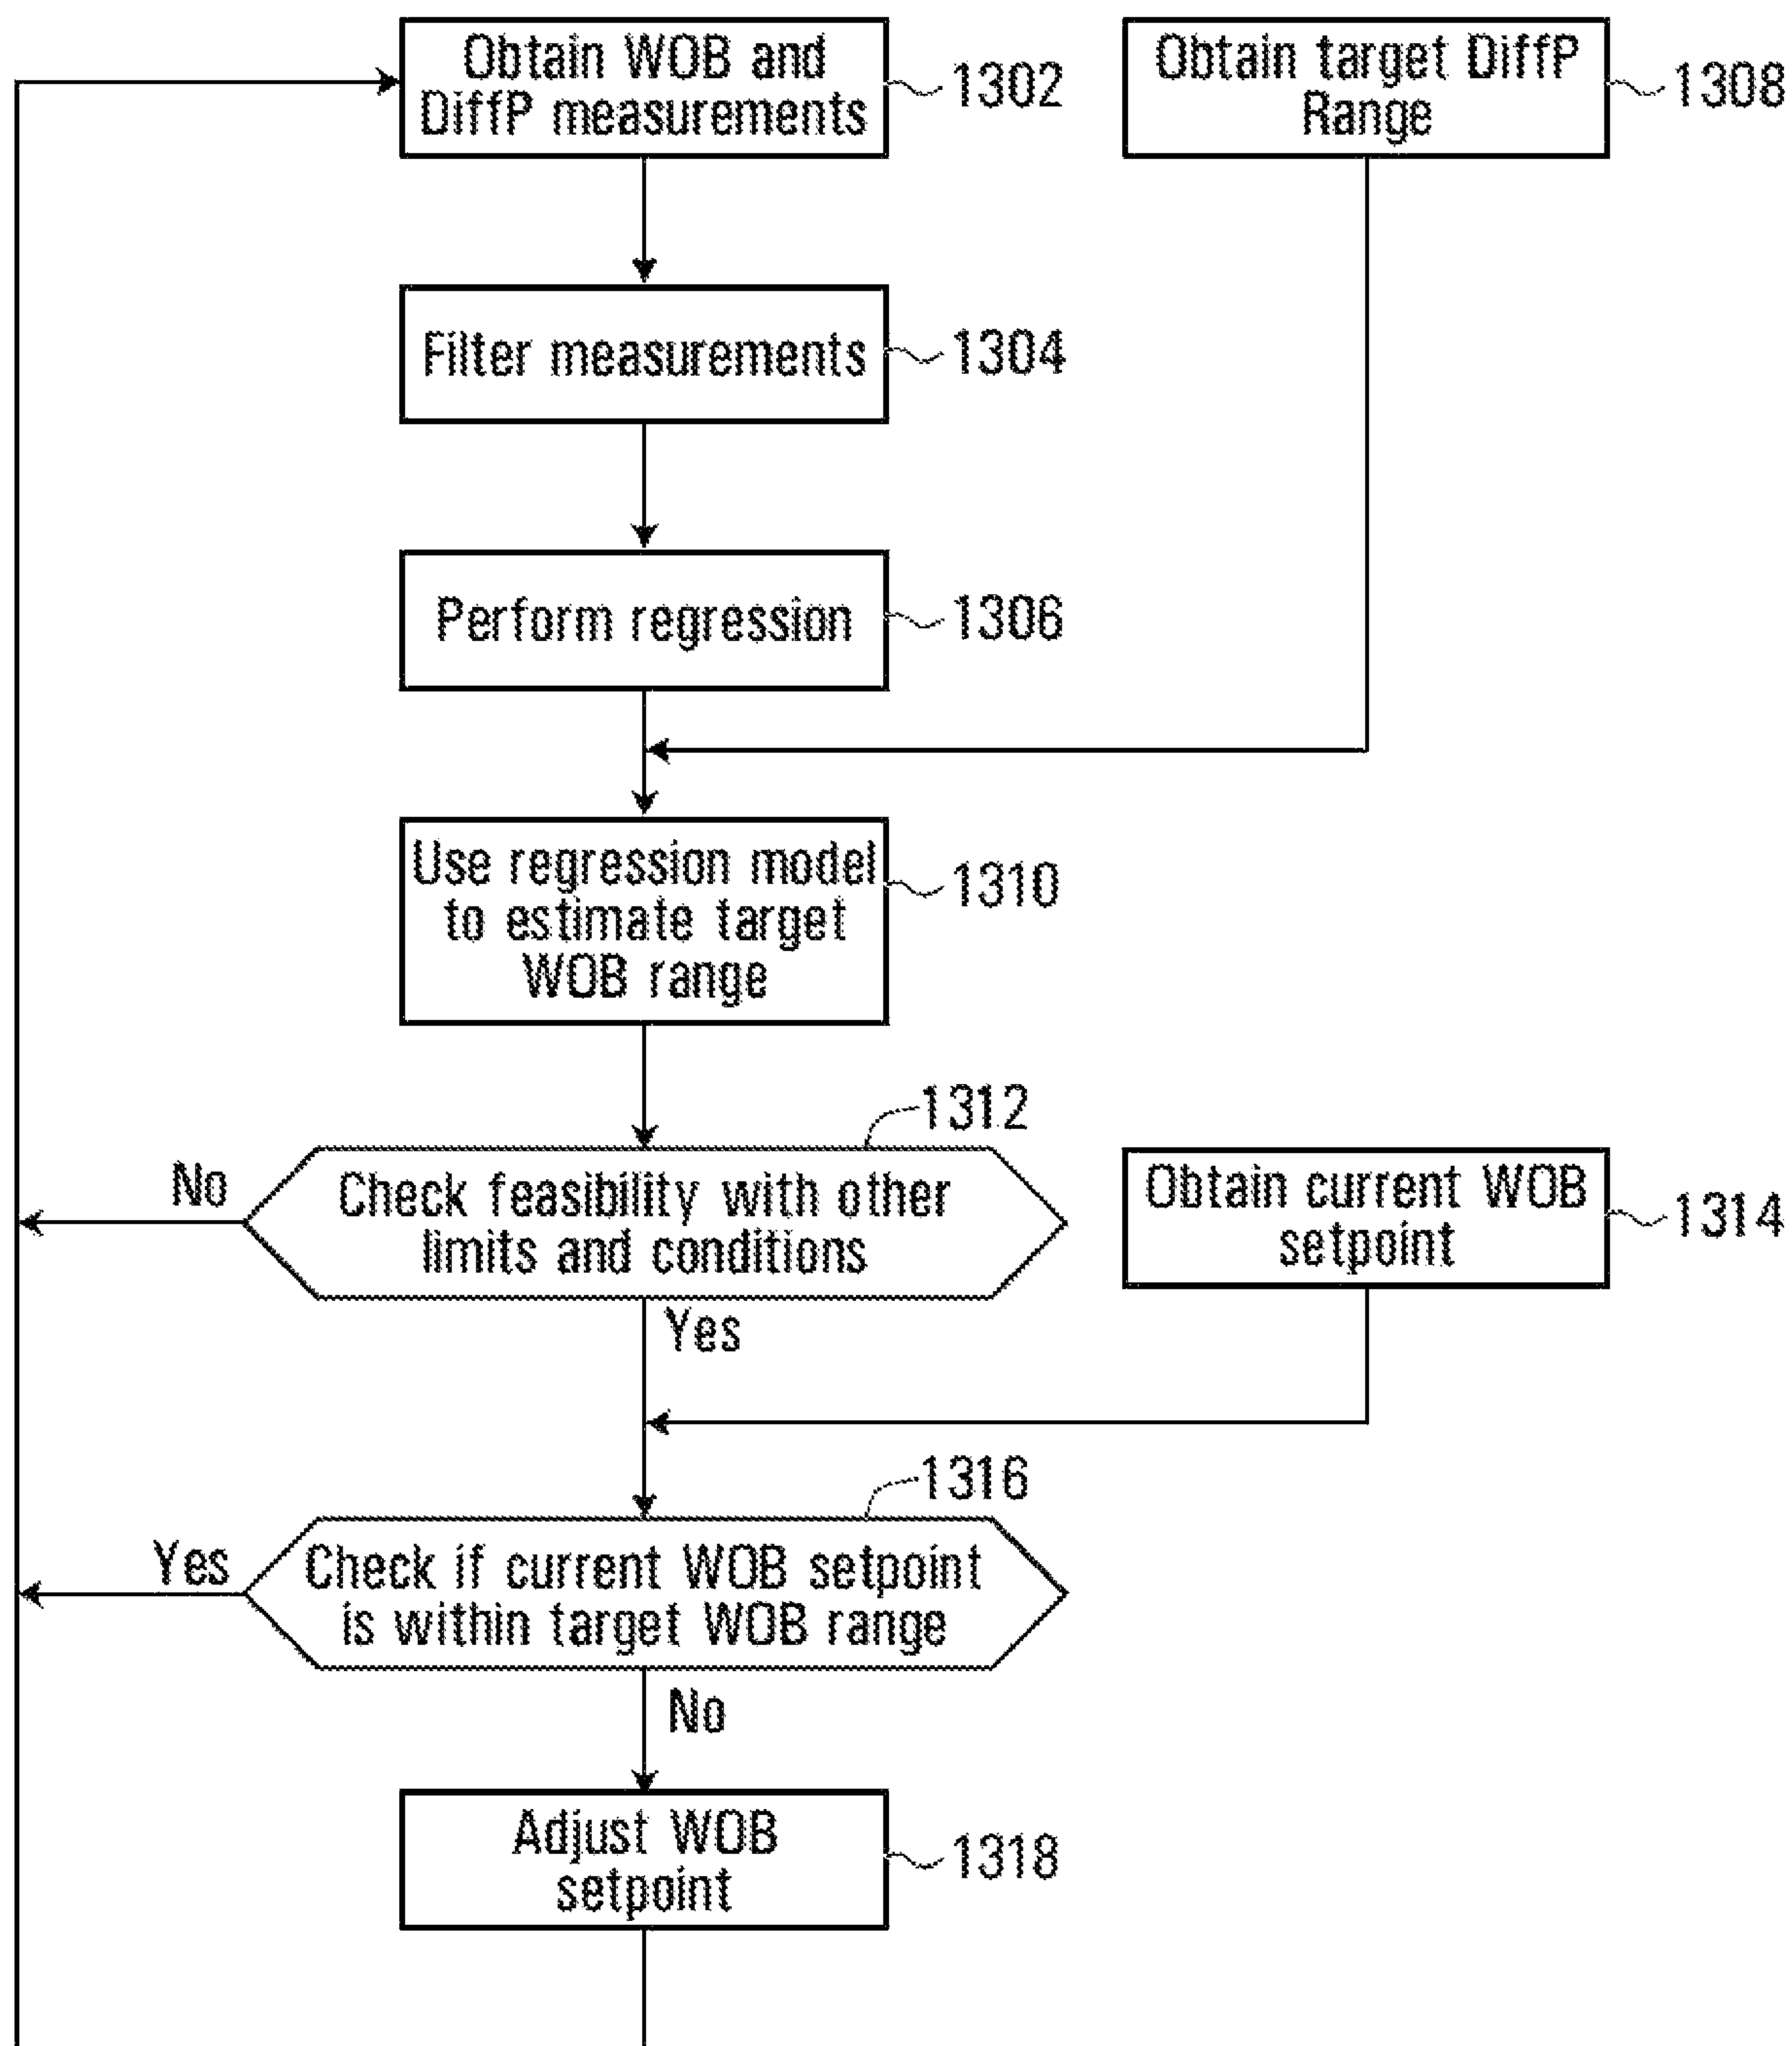 Obtain WOB and
DiffP measurements
1302
Obtain target DiffP
Range
1308
Filter measurements
1304
Perform regression
1306
Use regression model
to estimate target
WOB range
1310
1312
No
Check feasibility with other
limits and conditions
Yes
Obtain current WOB
setpoint
1314
1316
Yes
Check if current WOB setpoint
is within target WOB range
No
Adjust WOB
setpoint
1318